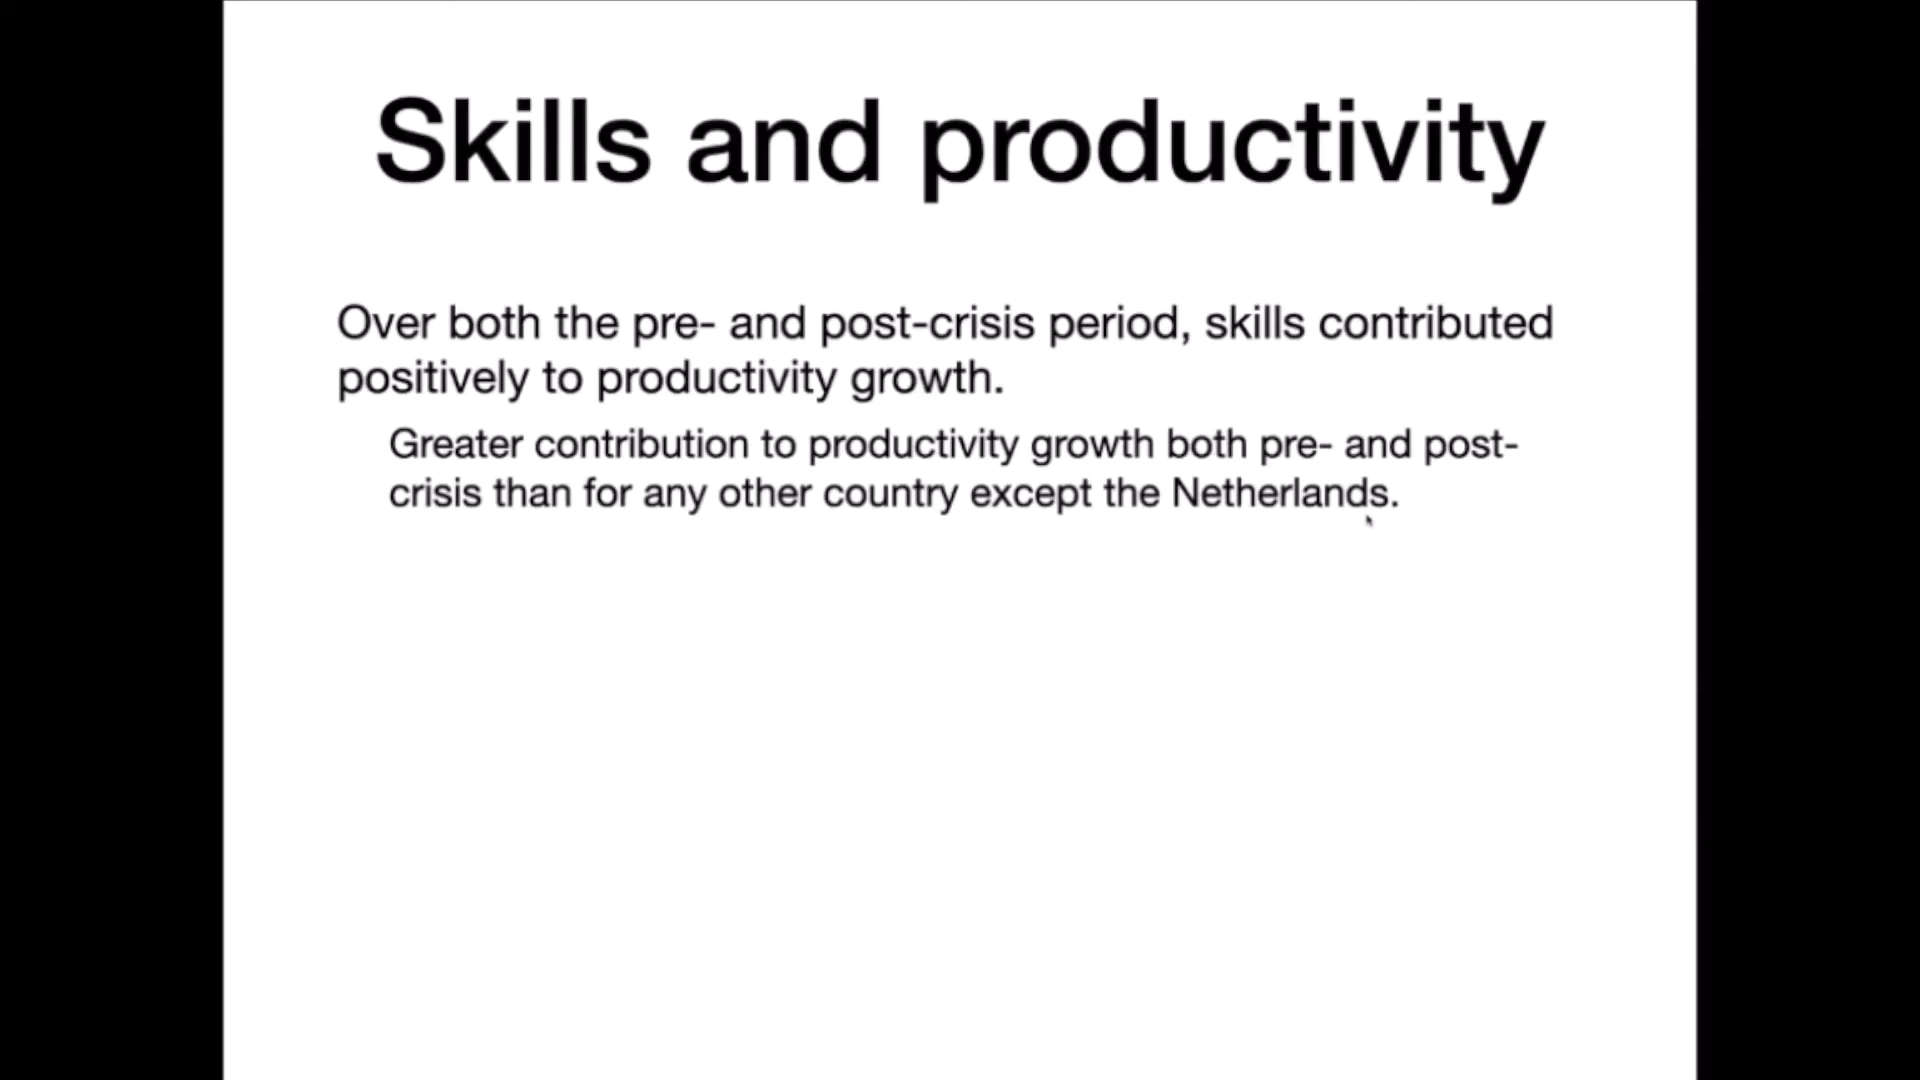 Skills and productivity
Over both the pre- and post-crisis period, skills contributed
positively to productivity growth.
Greater contribution to productivity growth both pre- and post-
crisis than for any other country except the Netherlands.